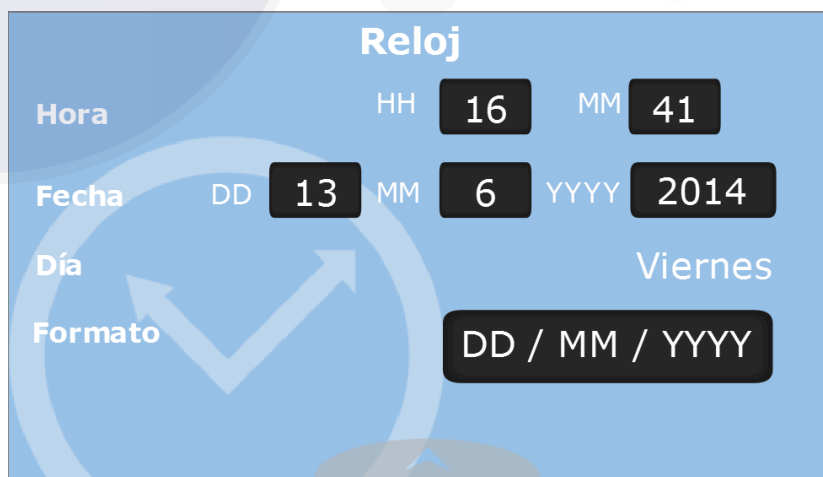 Reloj
Hora HH 16 MM 41
Fecha DD 13 MM 6 YYYY 2014
Día Viernes
Formato DD / MM / YYYY